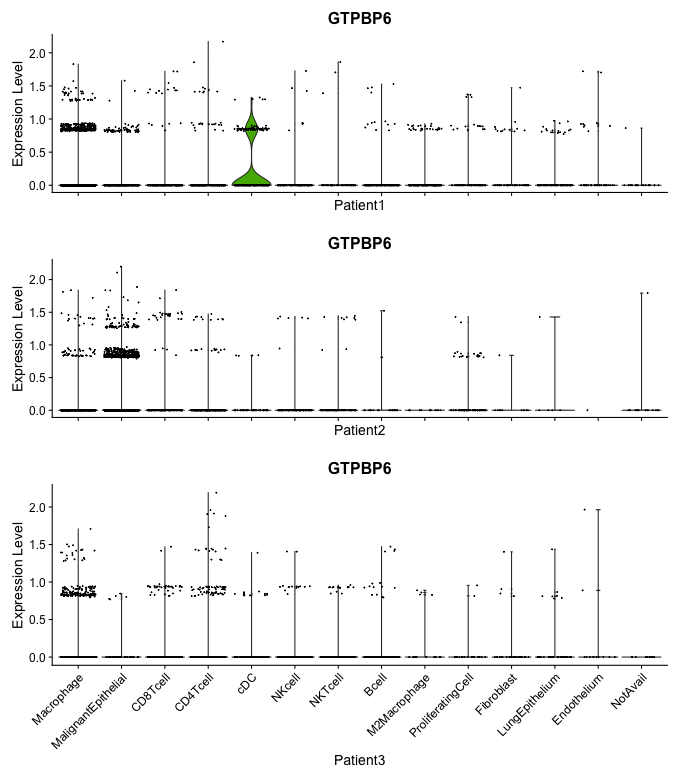 GTPBP6
Expression Level
2.0
1.5
1.0
0.5
0.0
Patient1
GTPBP6
Expression Level
2.0
1.5
1.0
0.5
0.0
Patient2
GTPBP6
Expression Level
2.0
1.5
1.0
0.5
0.0
Macrophage
MalignantEpithelial
CD8Tcell
CD4Tcell
cDC
NKcell
NKTcell
Bcell
M2Macrophage
ProliferatingCell
Fibroblast
LungEpithelium
Endothelium
NotAvail
Patient3